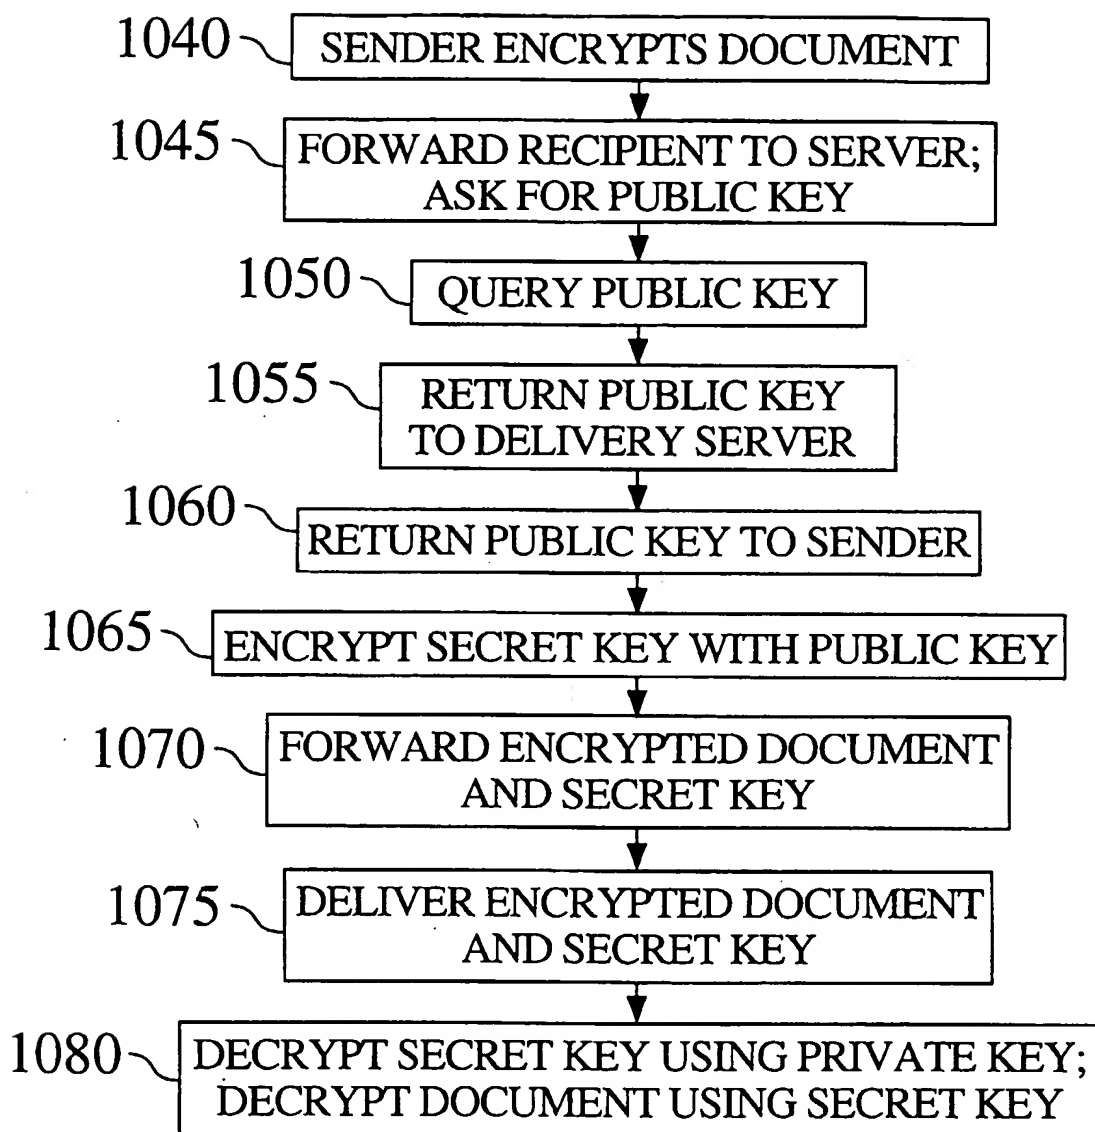 1040
SENDER ENCRYPTS DOCUMENT
1045
FORWARD RECIPIENT TO SERVER;
ASK FOR PUBLIC KEY
1050
QUERY PUBLIC KEY
1055
RETURN PUBLIC KEY
TO DELIVERY SERVER
1060
RETURN PUBLIC KEY TO SENDER
1065
ENCRYPT SECRET KEY WITH PUBLIC KEY
1070
FORWARD ENCRYPTED DOCUMENT
AND SECRET KEY
1075
DELIVER ENCRYPTED DOCUMENT
AND SECRET KEY
1080
DECRYPT SECRET KEY USING PRIVATE KEY;
DECRYPT DOCUMENT USING SECRET KEY